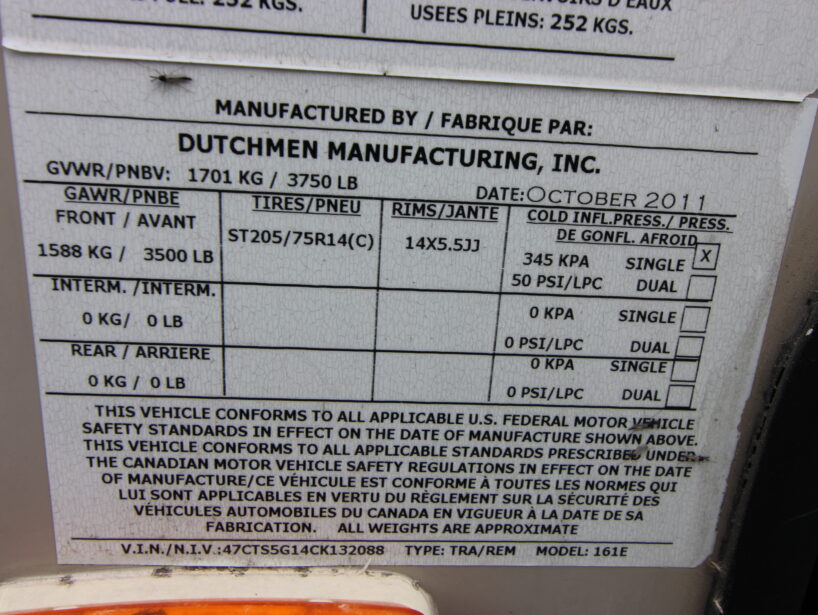 252 KGS.
D'EAUX
USEES PLEINS: 252 KGS.
MANUFACTURED BY / FABRIQUE PAR:
DUTCHMEN MANUFACTURING, INC.
GVWR/PNBV: 1701 KG / 3750 LB
DATE: OCTOBER 2011
GAWR/PNBE TIRES/PNEU RIMS/JANTE COLD INFL.PRESS./ PRESS.
DE GONFL. AFROID
FRONT / AVANT
1588 KG / 3500 LB ST205/75R14(C) 14X5.5JJ 345 KPA SINGLE X
50 PSI/LPC DUAL
INTERM. /INTERM.
0 KG/ 0 LB 0 KPA SINGLE
0 PSI/LPC DUAL
REAR / ARRIERE 0 KPA SINGLE
0 KG / 0 LB 0 PSI/LPC DUAL
THIS VEHICLE CONFORMS TO ALL APPLICABLE U.S. FEDERAL MOTOR VEHICLE
SAFETY STANDARDS IN EFFECT ON THE DATE OF MANUFACTURE SHOWN ABOVE.
THIS VEHICLE CONFORMS TO ALL APPLICABLE STANDARDS PRESCRIBED UNDER
THE CANADIAN MOTOR VEHICLE SAFETY REGULATIONS IN EFFECT ON THE DATE
OF MANUFACTURE/CE VÉHICULE EST CONFORME À TOUTES LES NORMES QUI
LUI SONT APPLICABLES EN VERTU DU RÈGLEMENT SUR LA SÉCURITÉ DES
VÉHICULES AUTOMOBILES DU CANADA EN VIGUEUR À LA DATE DE SA
FABRICATION. ALL WEIGHTS ARE APPROXIMATE
V.I.N./N.I.V.:47CTS5G14CK132088 TYPE: TRA/REM MODEL: 161E